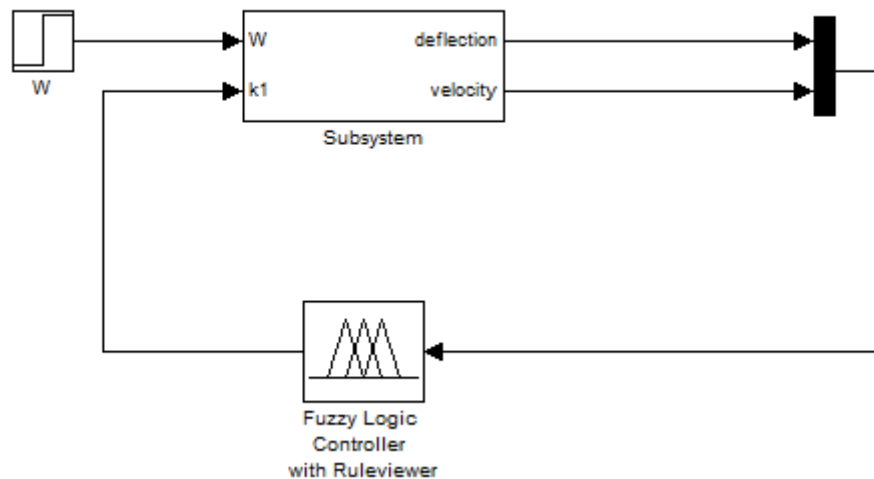 W
W
deflection
k1
velocity
Subsystem
Fuzzy Logic
Controller
with Ruleviewer